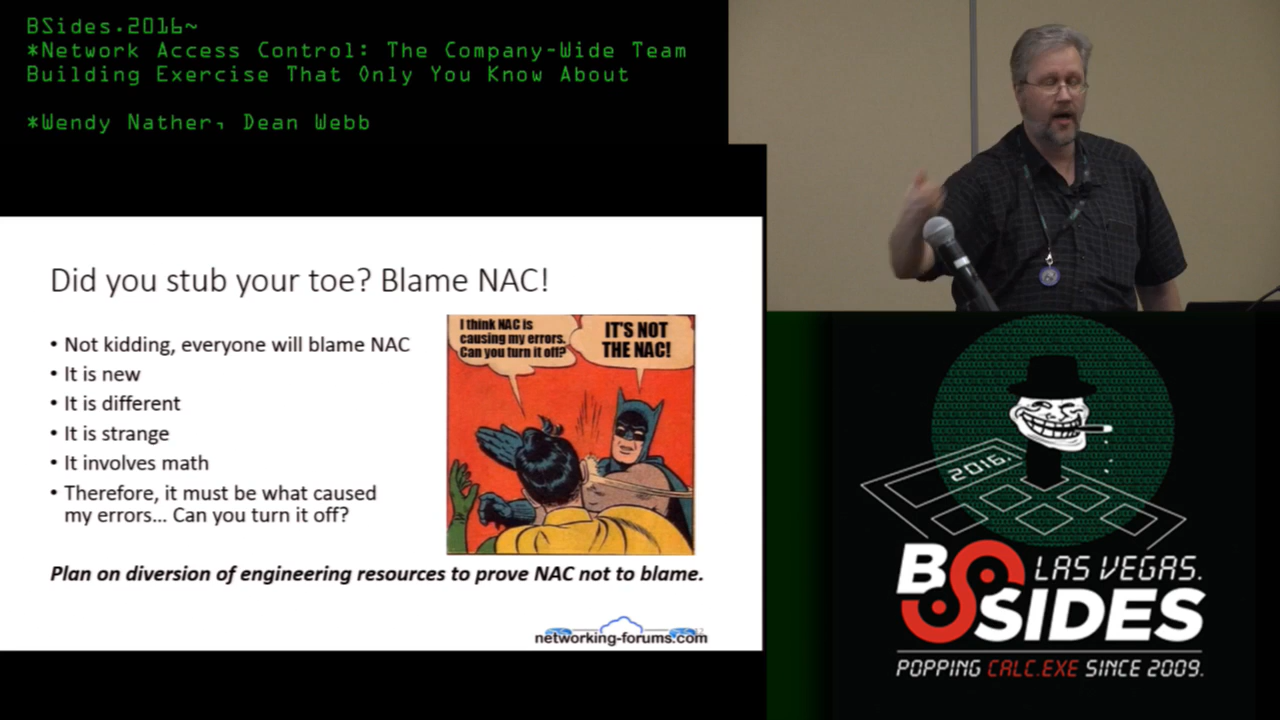 BSides.2016~
*Network Access Control: The Company-Wide Team
Building Exercise That Only You Know About
*Wendy Nather, Dean Webb
Did you stub your toe? Blame NAC!
• Not kidding, everyone will blame NAC
• It is new
• It is different
• It is strange
• It involves math
• Therefore, it must be what caused
my errors... Can you turn it off?
I think NAC is
causing my errors.
Can you turn it off?
IT'S NOT
THE NAC!
Plan on diversion of engineering resources to prove NAC not to blame.
networking-forums.com
2016.
BSIDES
LAS VEGAS.
POPPING CALC.EXE SINCE 2009.